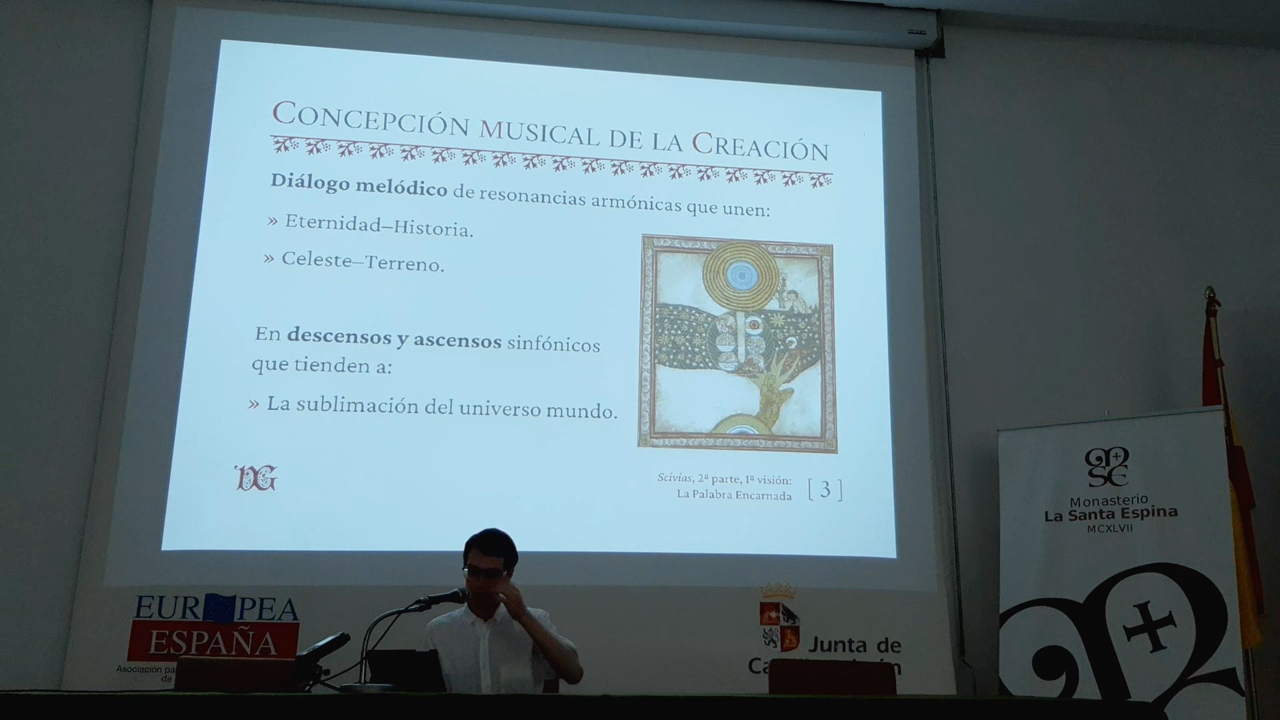 CONCEPCIÓN MUSICAL DE LA CREACIÓN
Diálogo melódico de resonancias armónicas que unen:
» Eternidad–Historia.
» Celeste–Terreno.
En descensos y ascensos sinfónicos
que tienden a:
» La sublimación del universo mundo.
Scivias, 2ª parte, 1ª visión:
La Palabra Encarnada
[ 3 ]
EUROPEA
ESPAÑA
Asociación
de
Junta de
Monasterio
La Santa Espina
MCXLVII